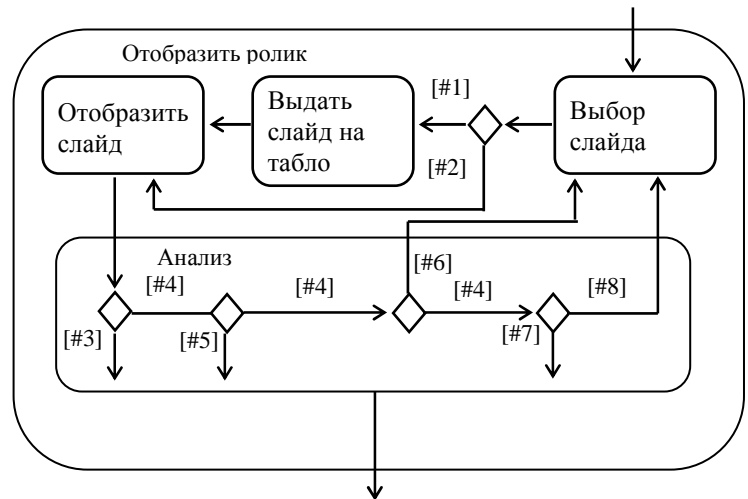 Отобразить ролик
Отобразить
слайд
Выдать
слайд на
табло
[#1]
[#2]
Выбор
слайда
Анализ
[#3]
[#4]
[#5]
[#4]
[#6]
[#4]
[#7]
[#8]